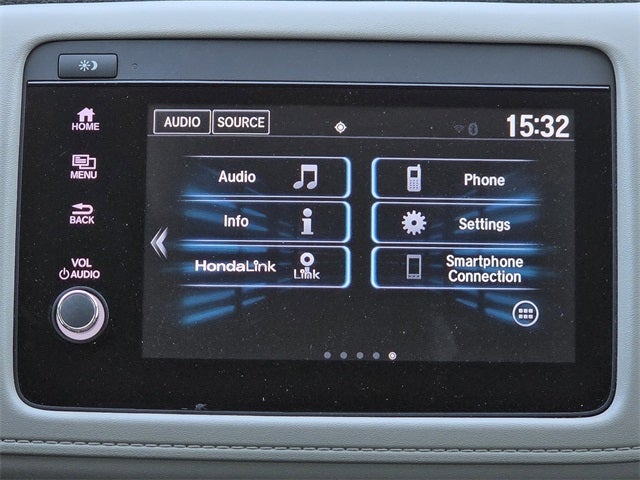 HOME
MENU
BACK
VOL
AUDIO
AUDIO SOURCE 15:32
Audio
Phone
Info
Settings
HondaLink Link
Smartphone
Connection